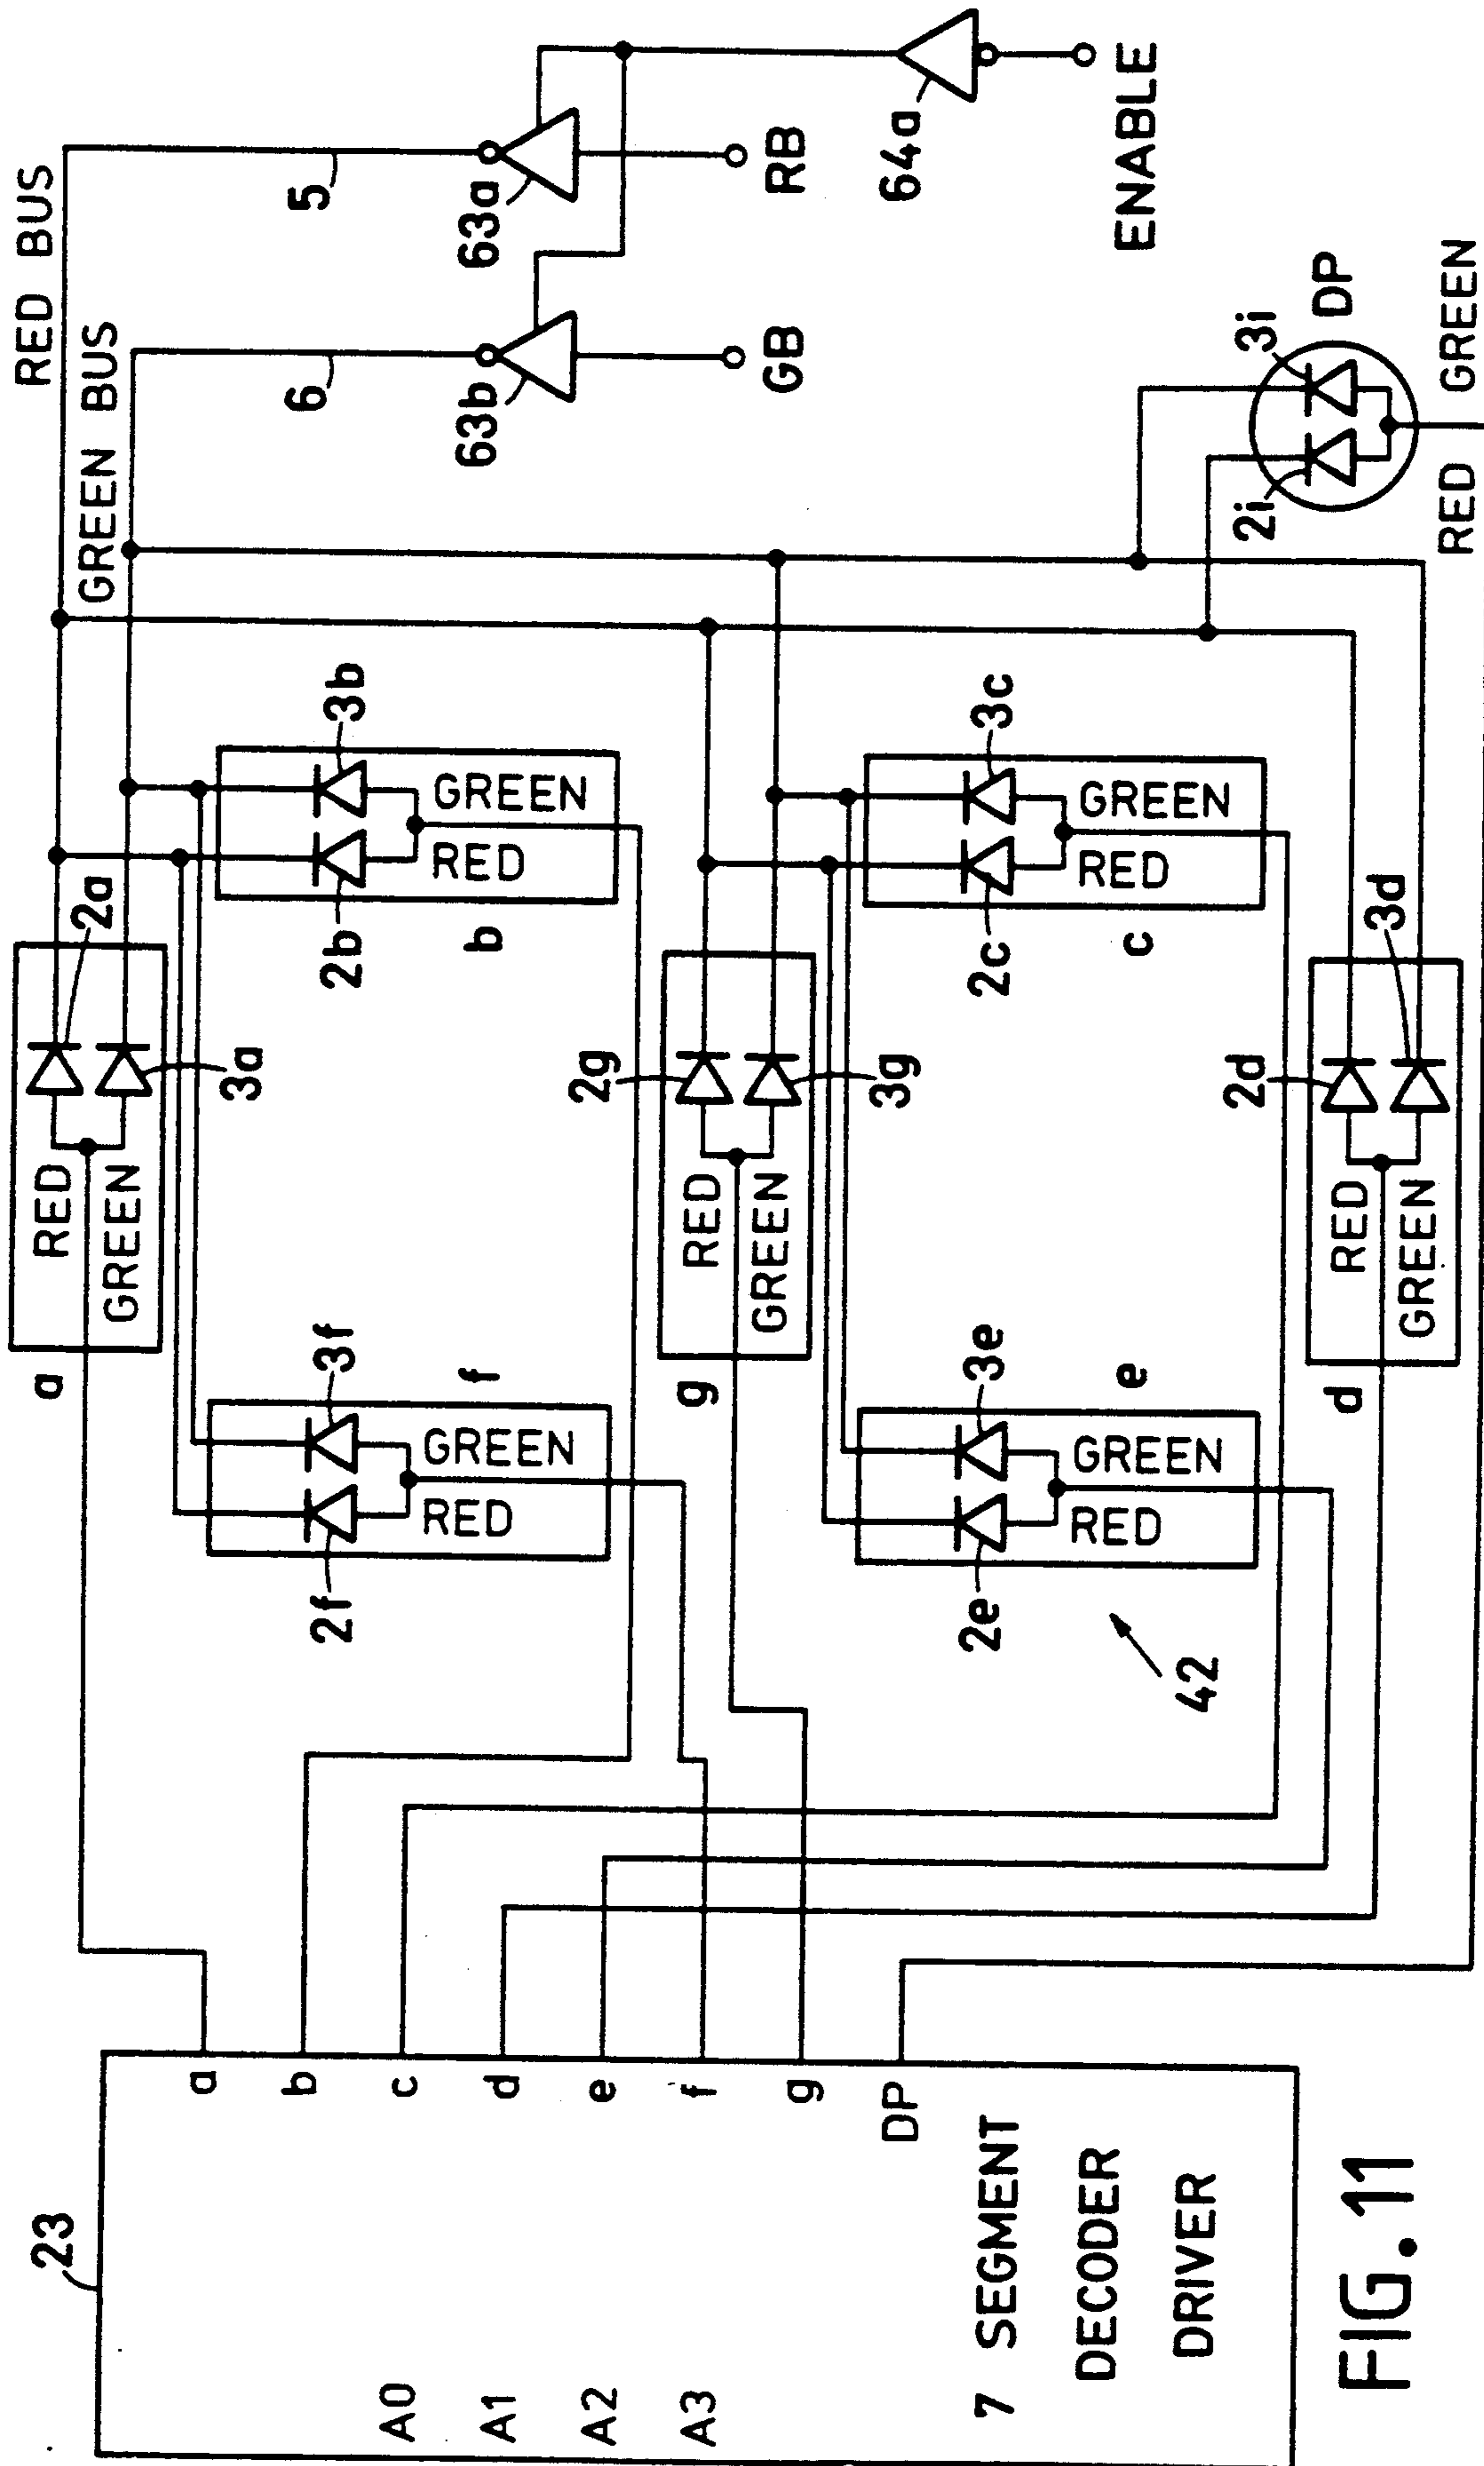 23
A0
A1
A2
A3
a
b
c
d
e
f
g
DP
7 SEGMENT
DECODER
DRIVER
FIG.11
a
RED
GREEN
2a
3a
2f
3f
RED
GREEN
f
2b
3b
RED
GREEN
b
g
RED
GREEN
2g
3g
2e
3e
RED
GREEN
e
42
2c
3c
RED
GREEN
c
d
RED
GREEN
2d
3d
RED BUS
GREEN BUS
5
6
63a
63b
RB
GB
64a
ENABLE
2i
3i
DP
RED
GREEN